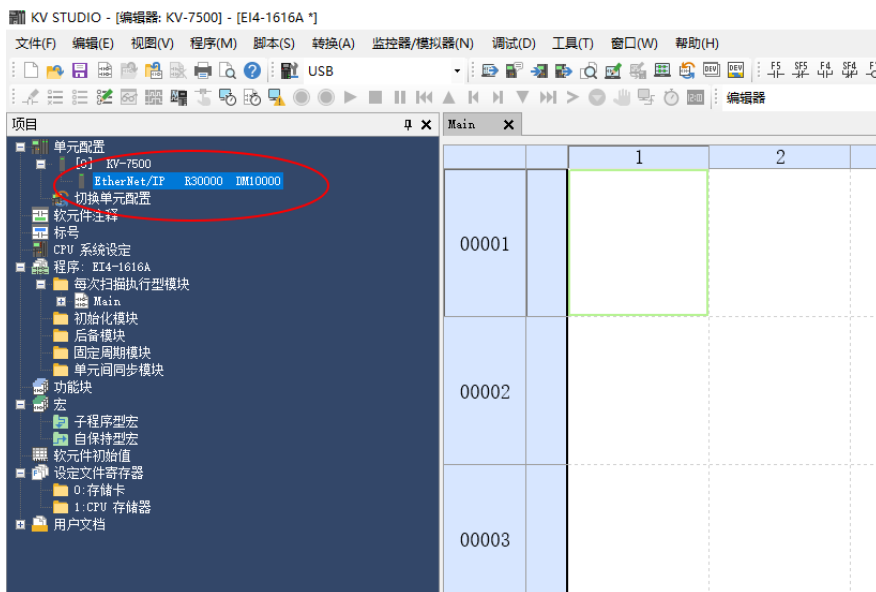 KV STUDIO - [编辑器: KV-7500] - [EI4-1616A *]
文件(F) 编辑(E) 视图(V) 程序(M) 脚本(S) 转换(A) 监控器/模拟器(N) 调试(D) 工具(T) 窗口(W) 帮助(H)
USB
F5 SF5 F4 SF4
编辑器
项目
Main
单元配置
[0] KV-7500
EtherNet/IP R30000 DM10000
切换单元配置
软元件注释
标号
CPU 系统设定
程序: EI4-1616A
每次扫描执行型模块
Main
初始化模块
后备模块
固定周期模块
单元间同步模块
功能块
宏
子程序型宏
自保持型宏
软元件初始值
设定文件寄存器
0:存储卡
1:CPU 存储器
用户文档
1 2
00001
00002
00003